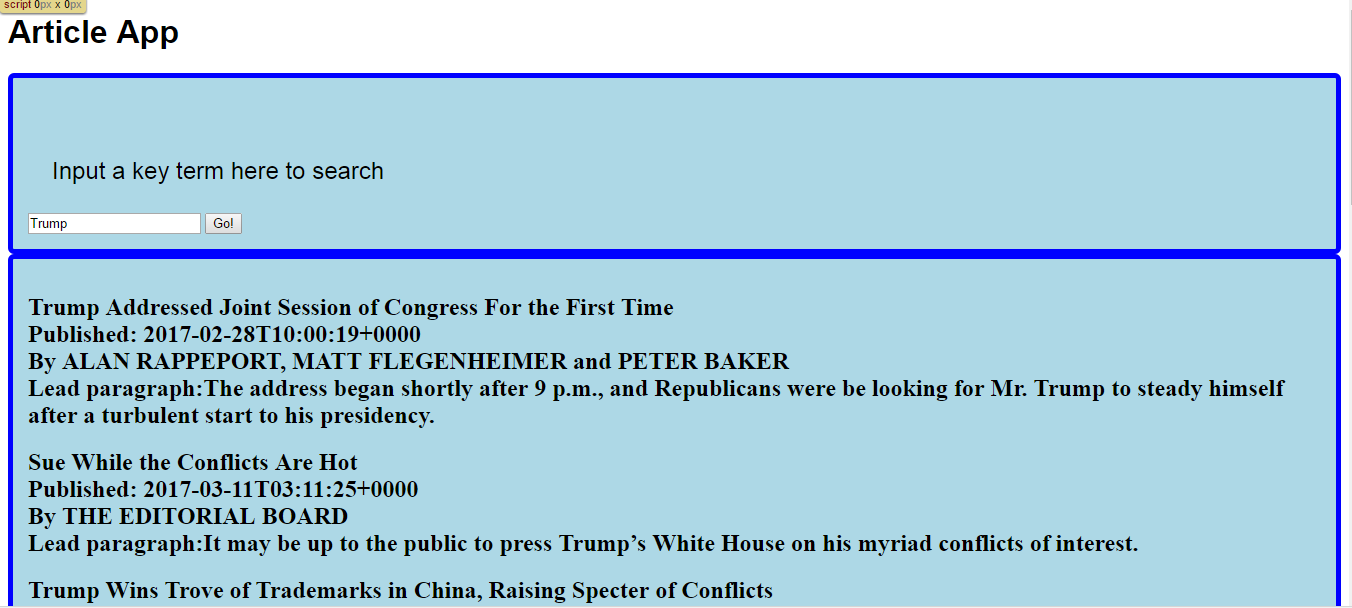 script 0px x 0px
Article App
Input a key term here to search
Trump Go!
Trump Addressed Joint Session of Congress For the First Time
Published: 2017-02-28T10:00:19+0000
By ALAN RAPPEPORT, MATT FLEGENHEIMER and PETER BAKER
Lead paragraph:The address began shortly after 9 p.m., and Republicans were be looking for Mr. Trump to steady himself
after a turbulent start to his presidency.
Sue While the Conflicts Are Hot
Published: 2017-03-11T03:11:25+0000
By THE EDITORIAL BOARD
Lead paragraph:It may be up to the public to press Trump’s White House on his myriad conflicts of interest.
Trump Wins Trove of Trademarks in China, Raising Specter of Conflicts